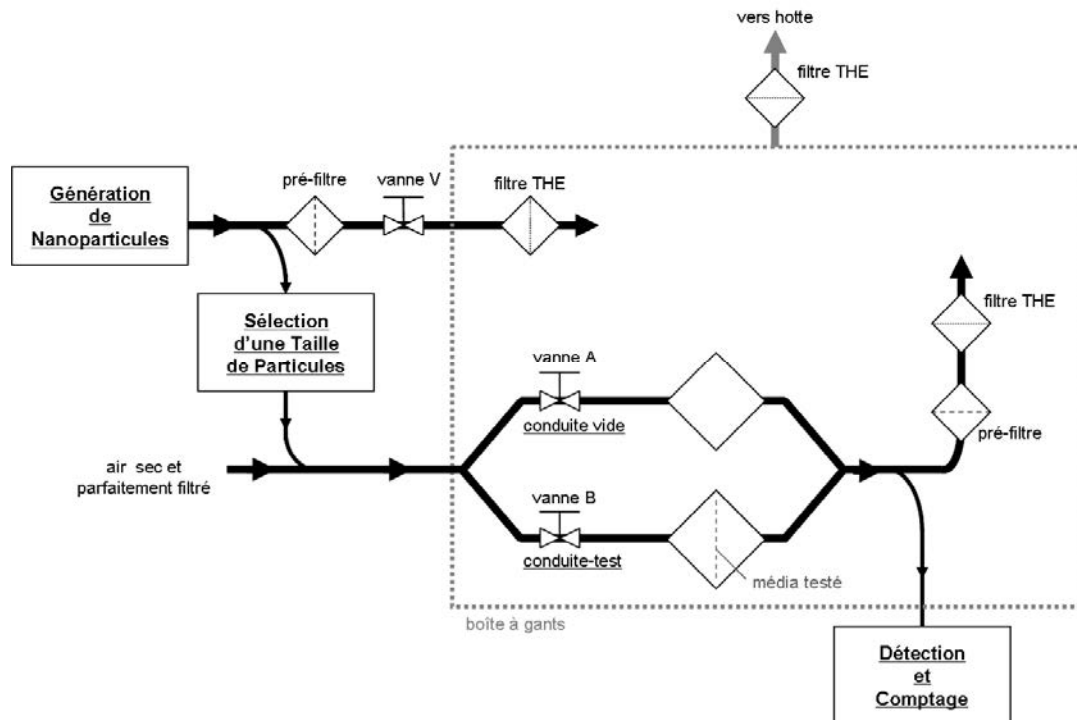 vers hotte
filtre THE
Génération
de
Nanoparticules
pré-filtre
vanne V
filtre THE
Sélection
d'une Taille
de Particules
filtre THE
vanne A
conduite vide
pré-filtre
air sec et
parfaitement filtré
vanne B
conduite-test
média testé
boîte à gants
Détection
et
Comptage